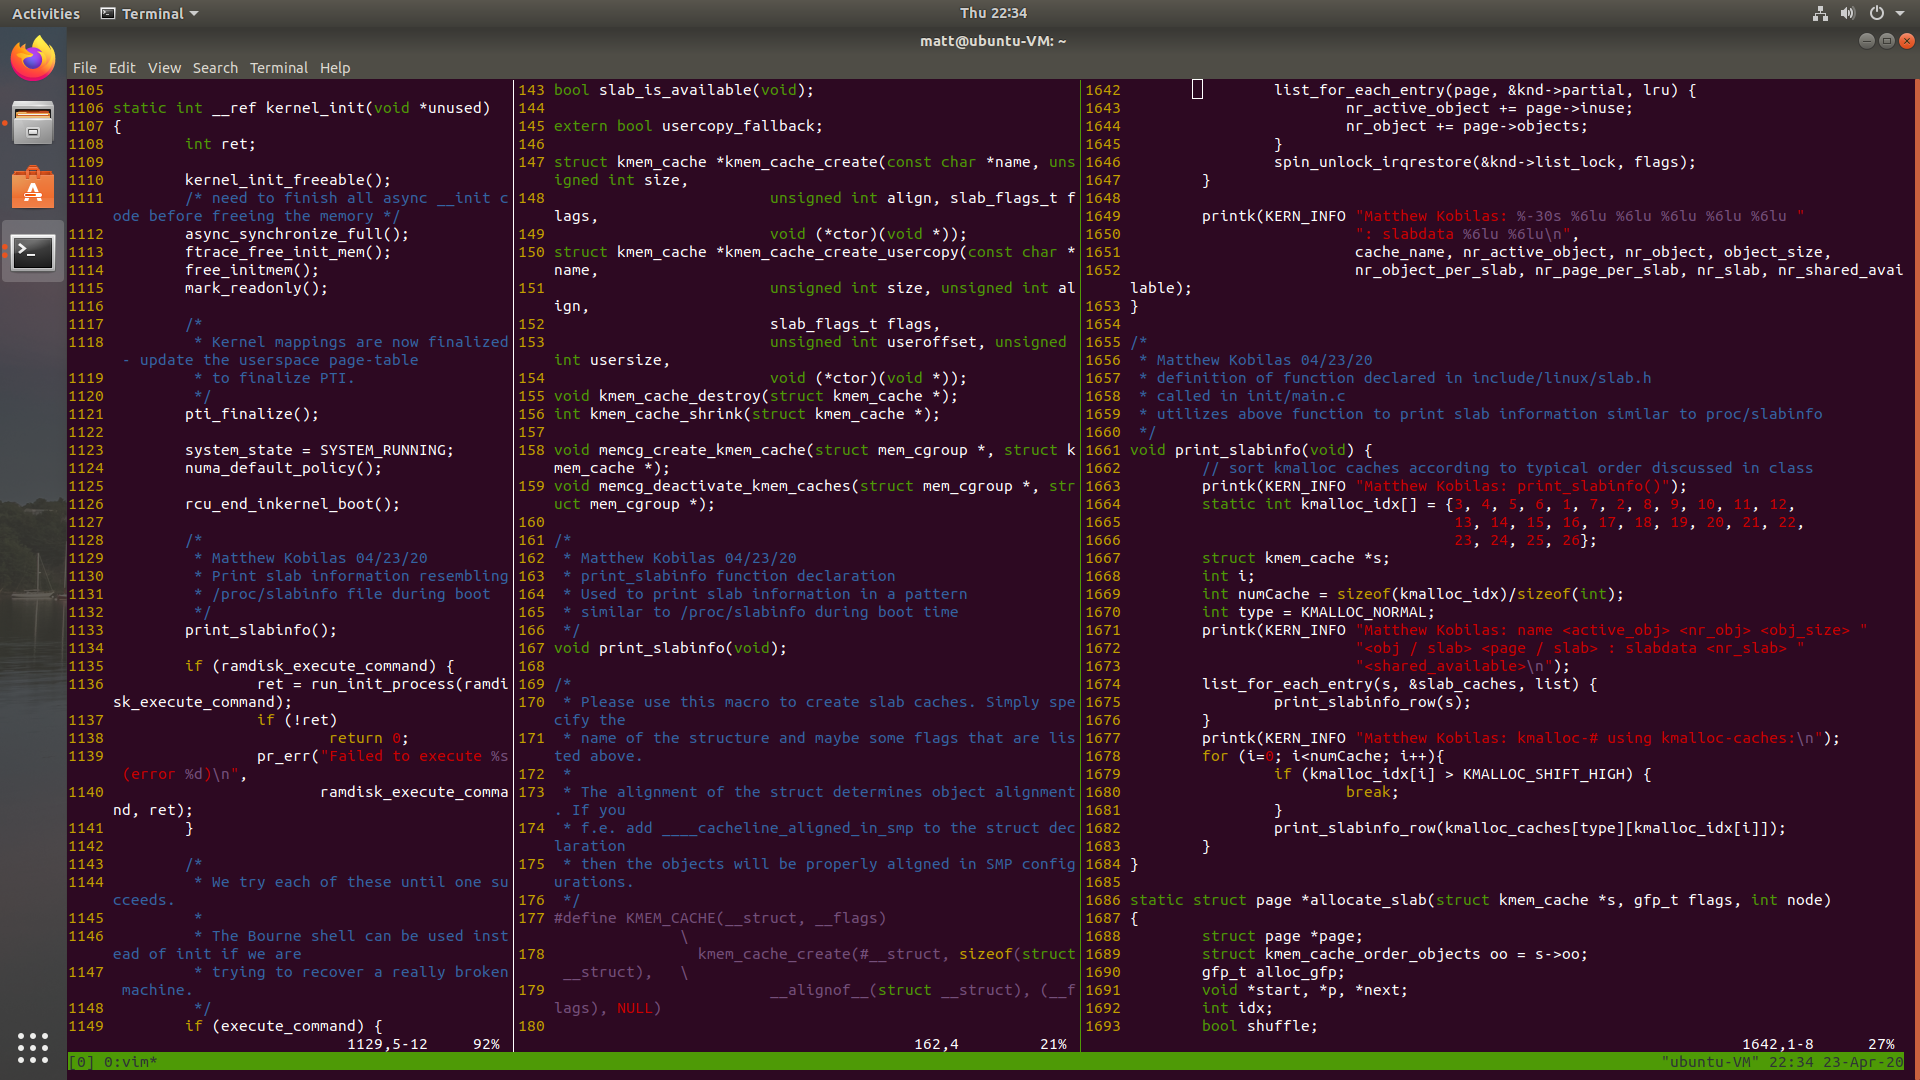 Activities Terminal Thu 22:34
matt@ubuntu-VM: ~
File Edit View Search Terminal Help
1105
1106 static int __ref kernel_init(void *unused)
1107 {
1108         int ret;
1109
1110         kernel_init_freeable();
1111         /* need to finish all async __init c
ode before freeing the memory */
1112         async_synchronize_full();
1113         ftrace_free_init_mem();
1114         free_initmem();
1115         mark_readonly();
1116
1117         /*
1118          * Kernel mappings are now finalized
 - update the userspace page-table
1119          * to finalize PTI.
1120          */
1121         pti_finalize();
1122
1123         system_state = SYSTEM_RUNNING;
1124         numa_default_policy();
1125
1126         rcu_end_inkernel_boot();
1127
1128         /*
1129          * Matthew Kobilas 04/23/20
1130          * Print slab information resembling
1131          * /proc/slabinfo file during boot
1132          */
1133         print_slabinfo();
1134
1135         if (ramdisk_execute_command) {
1136                 ret = run_init_process(ramdi
sk_execute_command);
1137                 if (!ret)
1138                         return 0;
1139                 pr_err("Failed to execute %s
 (error %d)\n",
1140                        ramdisk_execute_comma
nd, ret);
1141         }
1142
1143         /*
1144          * We try each of these until one su
cceeds.
1145          *
1146          * The Bourne shell can be used inst
ead of init if we are
1147          * trying to recover a really broken
 machine.
1148          */
1149         if (execute_command) {
1129,5-12     92%
143 bool slab_is_available(void);
144
145 extern bool usercopy_fallback;
146
147 struct kmem_cache *kmem_cache_create(const char *name, uns
igned int size,
148                         unsigned int align, slab_flags_t f
lags,
149                         void (*ctor)(void *));
150 struct kmem_cache *kmem_cache_create_usercopy(const char *
name,
151                         unsigned int size, unsigned int al
ign,
152                         slab_flags_t flags,
153                         unsigned int useroffset, unsigned
int usersize,
154                         void (*ctor)(void *));
155 void kmem_cache_destroy(struct kmem_cache *);
156 int kmem_cache_shrink(struct kmem_cache *);
157
158 void memcg_create_kmem_cache(struct mem_cgroup *, struct k
mem_cache *);
159 void memcg_deactivate_kmem_caches(struct mem_cgroup *, str
uct mem_cgroup *);
160
161 /*
162  * Matthew Kobilas 04/23/20
163  * print_slabinfo function declaration
164  * Used to print slab information in a pattern
165  * similar to /proc/slabinfo during boot time
166  */
167 void print_slabinfo(void);
168
169 /*
170  * Please use this macro to create slab caches. Simply spe
cify the
171  * name of the structure and maybe some flags that are lis
ted above.
172  *
173  * The alignment of the struct determines object alignment
. If you
174  * f.e. add ____cacheline_aligned_in_smp to the struct dec
laration
175  * then the objects will be properly aligned in SMP config
urations.
176  */
177 #define KMEM_CACHE(__struct, __flags)
              \
178                 kmem_cache_create(#__struct, sizeof(struct
 __struct),   \
179                         __alignof__(struct __struct), (__f
lags), NULL)
180
162,4         21%
1642                 list_for_each_entry(page, &knd->partial, lru) {
1643                         nr_active_object += page->inuse;
1644                         nr_object += page->objects;
1645                 }
1646                 spin_unlock_irqrestore(&knd->list_lock, flags);
1647         }
1648
1649         printk(KERN_INFO "Matthew Kobilas: %-30s %6lu %6lu %6lu %6lu %6lu "
1650                          ": slabdata %6lu %6lu\n",
1651                          cache_name, nr_active_object, nr_object, object_size,
1652                          nr_object_per_slab, nr_page_per_slab, nr_slab, nr_shared_avai
lable);
1653 }
1654
1655 /*
1656  * Matthew Kobilas 04/23/20
1657  * definition of function declared in include/linux/slab.h
1658  * called in init/main.c
1659  * utilizes above function to print slab information similar to proc/slabinfo
1660  */
1661 void print_slabinfo(void) {
1662         // sort kmalloc caches according to typical order discussed in class
1663         printk(KERN_INFO "Matthew Kobilas: print_slabinfo()");
1664         static int kmalloc_idx[] = {3, 4, 5, 6, 1, 7, 2, 8, 9, 10, 11, 12,
1665                                     13, 14, 15, 16, 17, 18, 19, 20, 21, 22,
1666                                     23, 24, 25, 26};
1667         struct kmem_cache *s;
1668         int i;
1669         int numCache = sizeof(kmalloc_idx)/sizeof(int);
1670         int type = KMALLOC_NORMAL;
1671         printk(KERN_INFO "Matthew Kobilas: name <active_obj> <nr_obj> <obj_size> "
1672                          "<obj / slab> <page / slab> : slabdata <nr_slab> "
1673                          "<shared_available>\n");
1674         list_for_each_entry(s, &slab_caches, list) {
1675                 print_slabinfo_row(s);
1676         }
1677         printk(KERN_INFO "Matthew Kobilas: kmalloc-# using kmalloc-caches:\n");
1678         for (i=0; i<numCache; i++){
1679                 if (kmalloc_idx[i] > KMALLOC_SHIFT_HIGH) {
1680                         break;
1681                 }
1682                 print_slabinfo_row(kmalloc_caches[type][kmalloc_idx[i]]);
1683         }
1684 }
1685
1686 static struct page *allocate_slab(struct kmem_cache *s, gfp_t flags, int node)
1687 {
1688         struct page *page;
1689         struct kmem_cache_order_objects oo = s->oo;
1690         gfp_t alloc_gfp;
1691         void *start, *p, *next;
1692         int idx;
1693         bool shuffle;
1642,1-8      27%
[0] 0:vim* "ubuntu-VM" 22:34 23-Apr-20